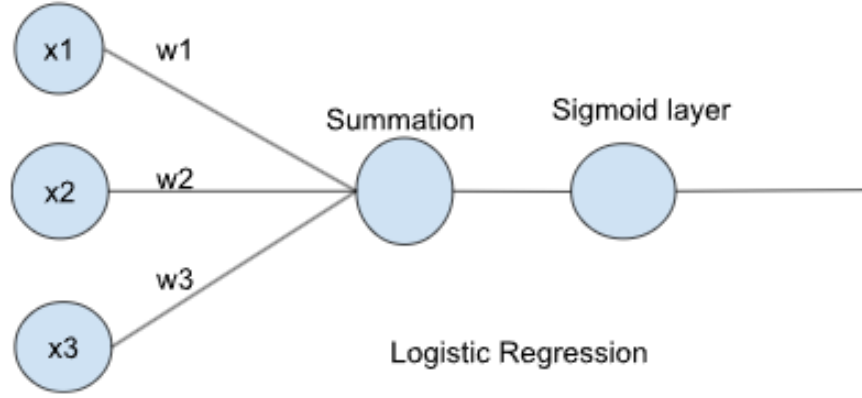 x1
w1
Summation
Sigmoid layer
x2
w2
w3
x3
Logistic Regression